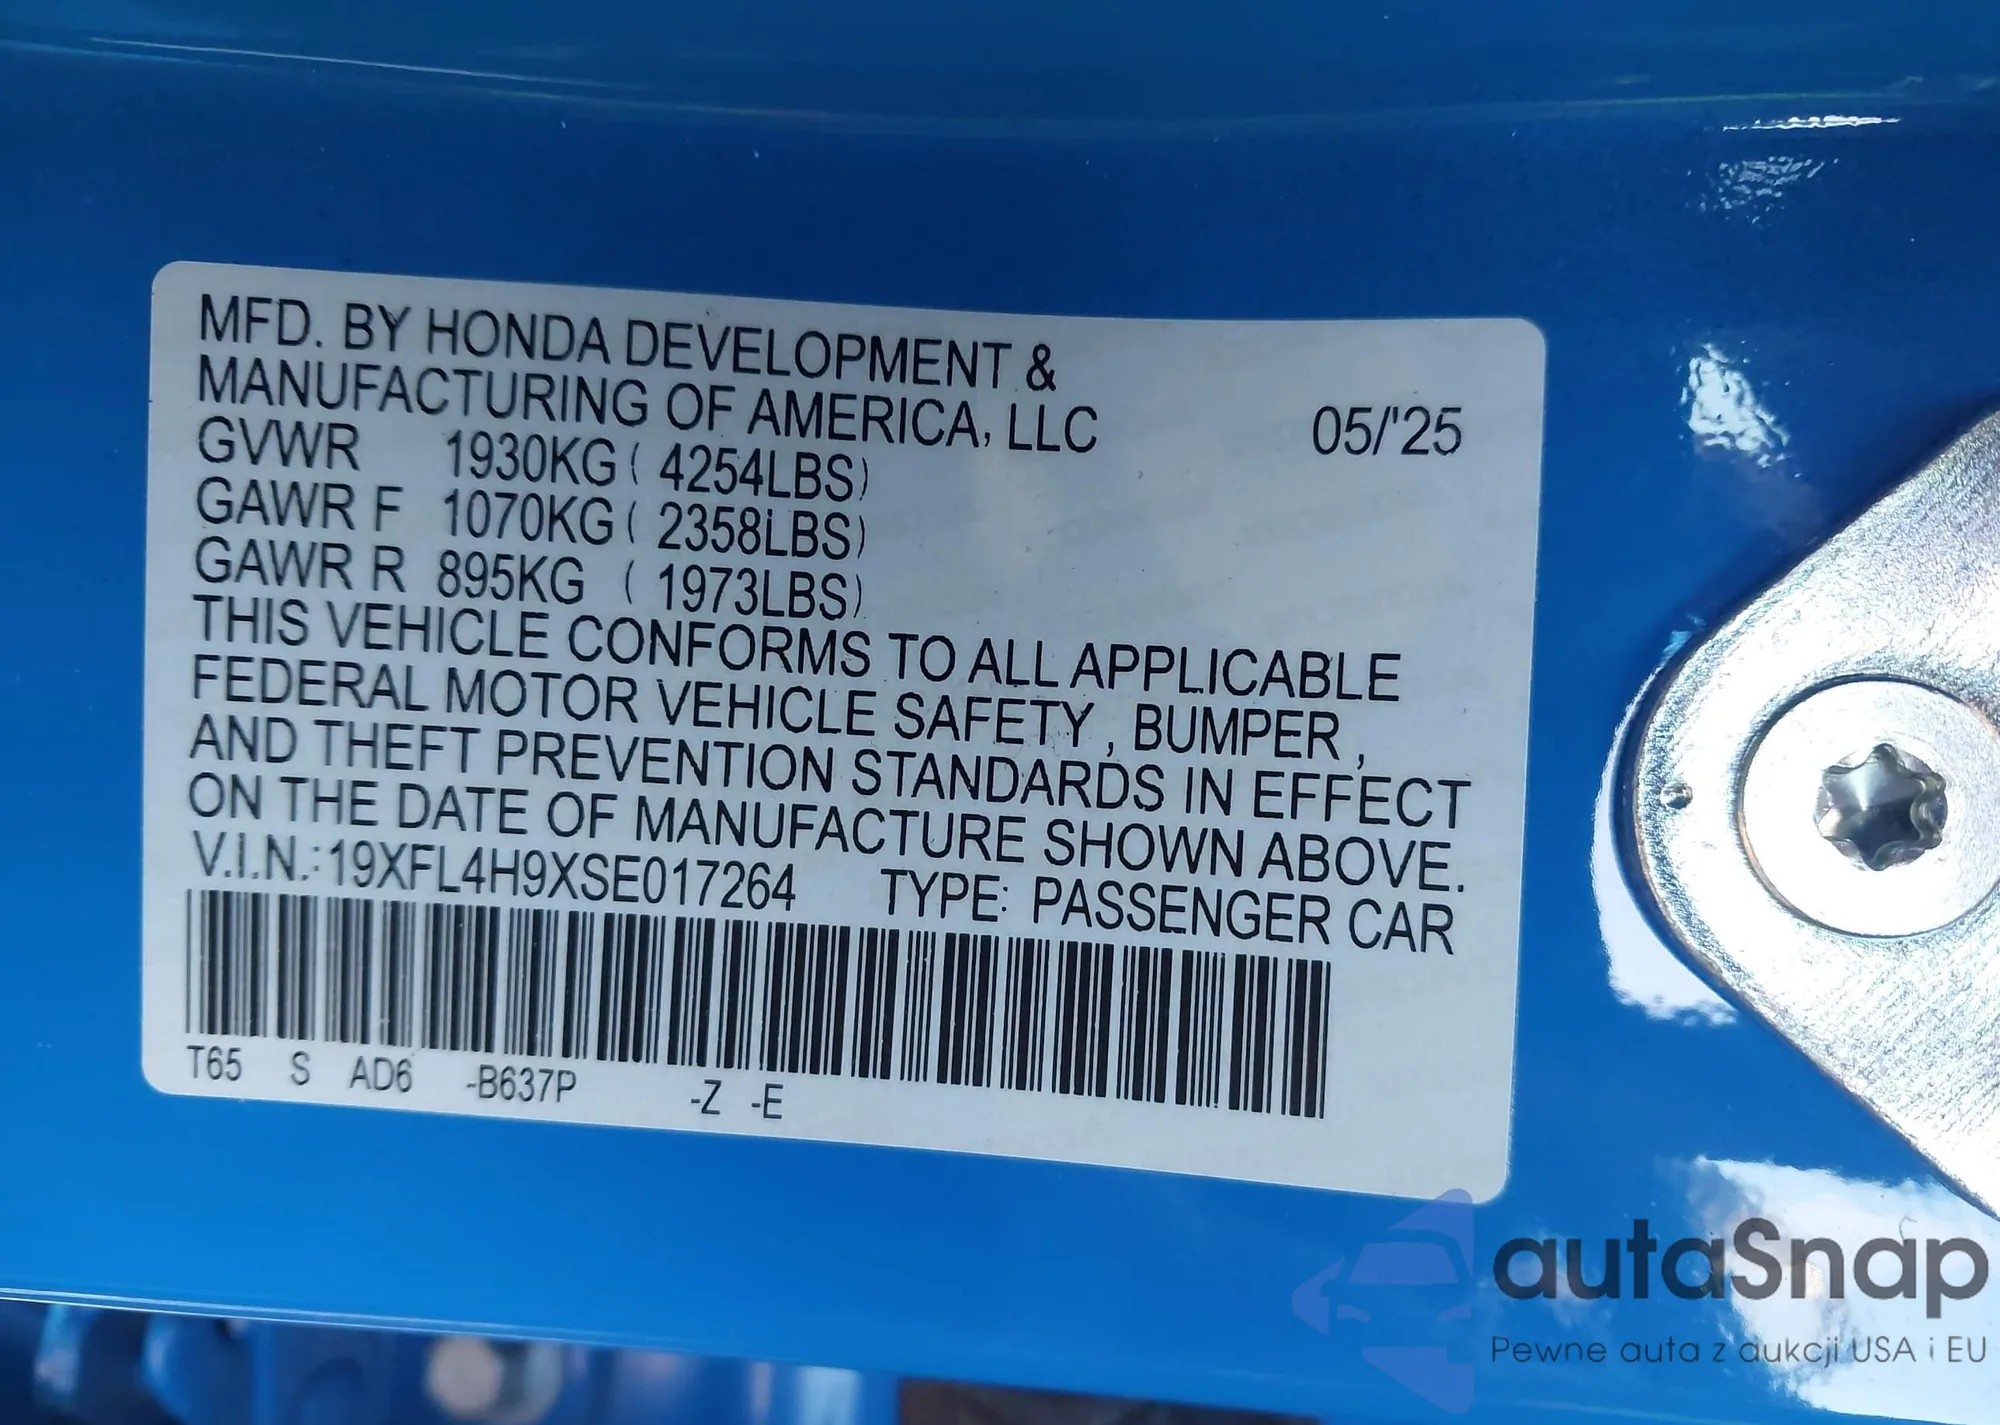 MFD. BY HONDA DEVELOPMENT &
MANUFACTURING OF AMERICA, LLC 05/'25
GVWR 1930KG ( 4254LBS)
GAWR F 1070KG ( 2358LBS)
GAWR R 895KG ( 1973LBS)
THIS VEHICLE CONFORMS TO ALL APPLICABLE
FEDERAL MOTOR VEHICLE SAFETY , BUMPER ,
AND THEFT PREVENTION STANDARDS IN EFFECT
ON THE DATE OF MANUFACTURE SHOWN ABOVE.
V.I.N.: 19XFL4H9XSE017264 TYPE: PASSENGER CAR
T65 S AD6 -B637P -Z -E
autaSnap
Pewne auta z aukcji USA i EU